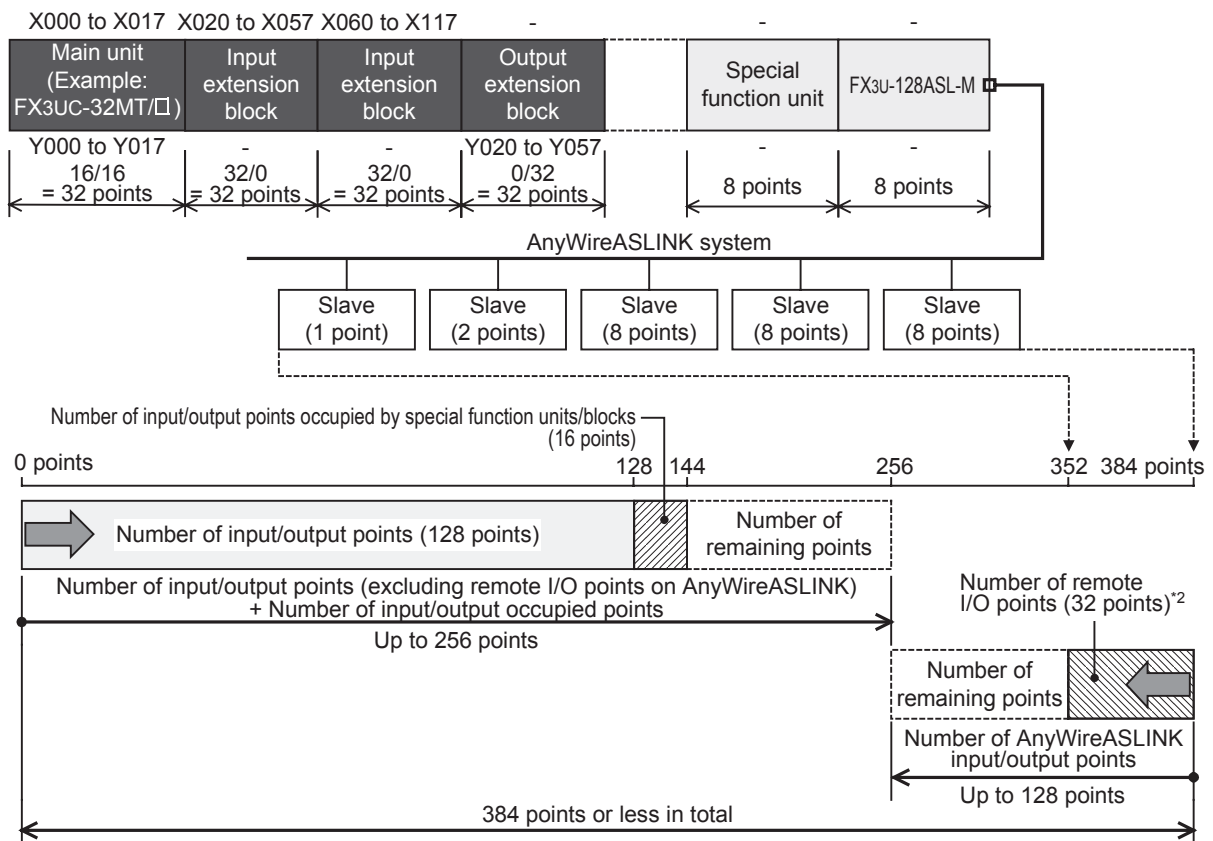 X000 to X017 X020 to X057 X060 to X117 - - -
Main unit
(Example:
FX3UC-32MT/□)
Input
extension
block
Input
extension
block
Output
extension
block
Special
function unit
FX3U-128ASL-M
Y000 to Y017 - - Y020 to Y057 - -
16/16
= 32 points
32/0
= 32 points
32/0
= 32 points
0/32
= 32 points
8 points
8 points
AnyWireASLINK system
Slave
(1 point)
Slave
(2 points)
Slave
(8 points)
Slave
(8 points)
Slave
(8 points)
Number of input/output points occupied by special function units/blocks
(16 points)
0 points 128 144 256 352 384 points
Number of input/output points (128 points)
Number of
remaining points
Number of input/output points (excluding remote I/O points on AnyWireASLINK)
+ Number of input/output occupied points
Up to 256 points
Number of remote
I/O points (32 points)*2
Number of
remaining points
Number of AnyWireASLINK
input/output points
Up to 128 points
384 points or less in total